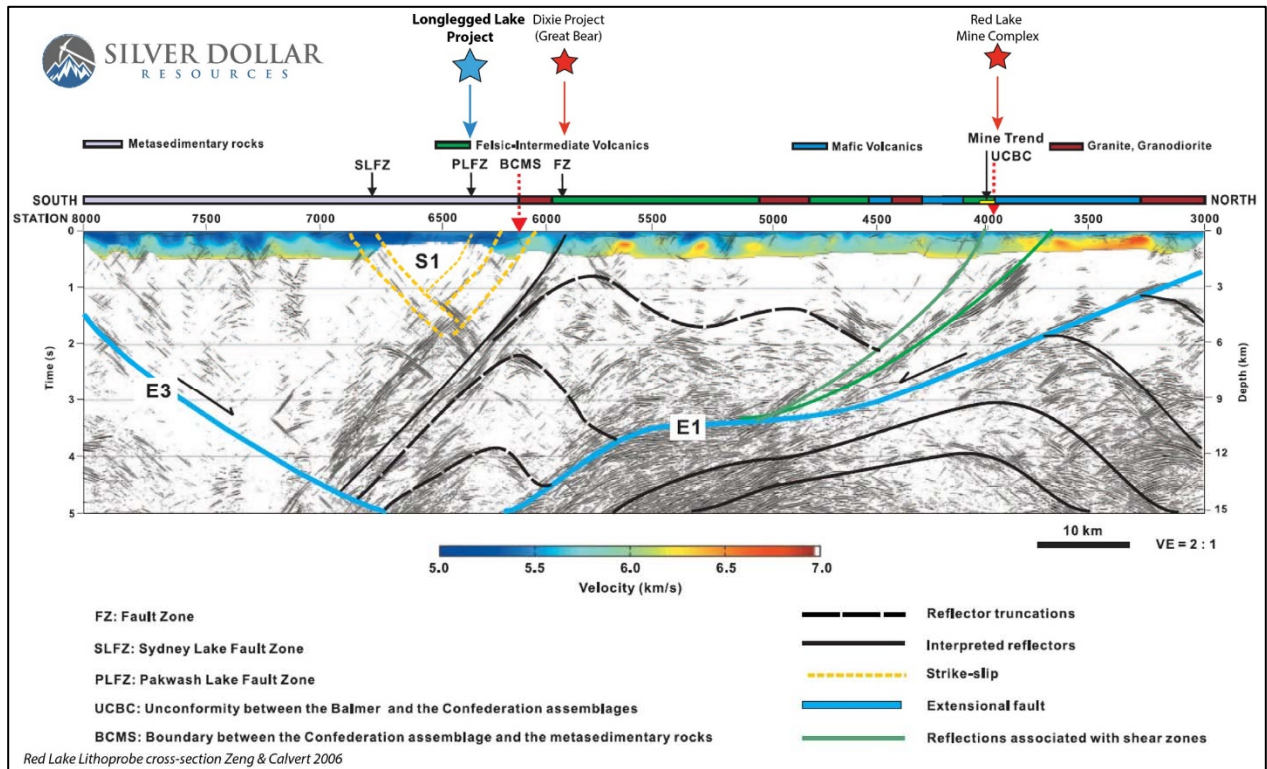 Longlegged Lake
Project
Dixie Project
(Great Bear)
Red Lake
Mine Complex
SILVER DOLLAR
RESOURCES
Metasedimentary rocks
Felsic-Intermediate Volcanics
Mafic Volcanics
Mine Trend
UCBC
Granite, Granodiorite
SLFZ
PLFZ
BCMS
FZ
SOUTH
NORTH
STATION 8000 7500 7000 6500 6000 5500 5000 4500 4000 3500 3000
0
1
2
3
4
5
Time (s)
S1
E3
E1
0
3
6
9
12
15
Depth (km)
10 km
VE = 2 : 1
5.0 5.5 6.0 6.5 7.0
Velocity (km/s)
FZ: Fault Zone
SLFZ: Sydney Lake Fault Zone
PLFZ: Pakwash Lake Fault Zone
UCBC: Unconformity between the Balmer and the Confederation assemblages
BCMS: Boundary between the Confederation assemblage and the metasedimentary rocks
Reflector truncations
Interpreted reflectors
Strike-slip
Extensional fault
Reflections associated with shear zones
Red Lake Lithoprobe cross-section Zeng & Calvert 2006